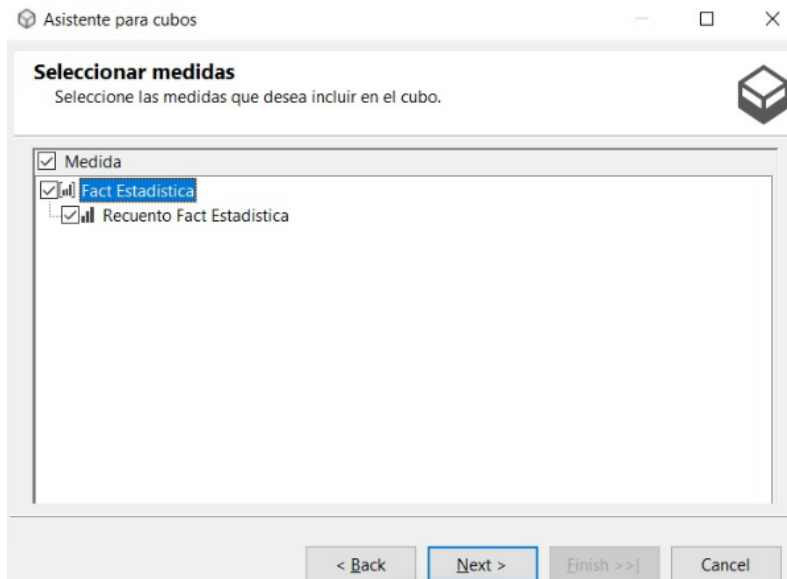 Asistente para cubos
Seleccionar medidas
Seleccione las medidas que desea incluir en el cubo.
Medida
Fact Estadistica
Recuento Fact Estadistica
< Back Next > Finish >>| Cancel